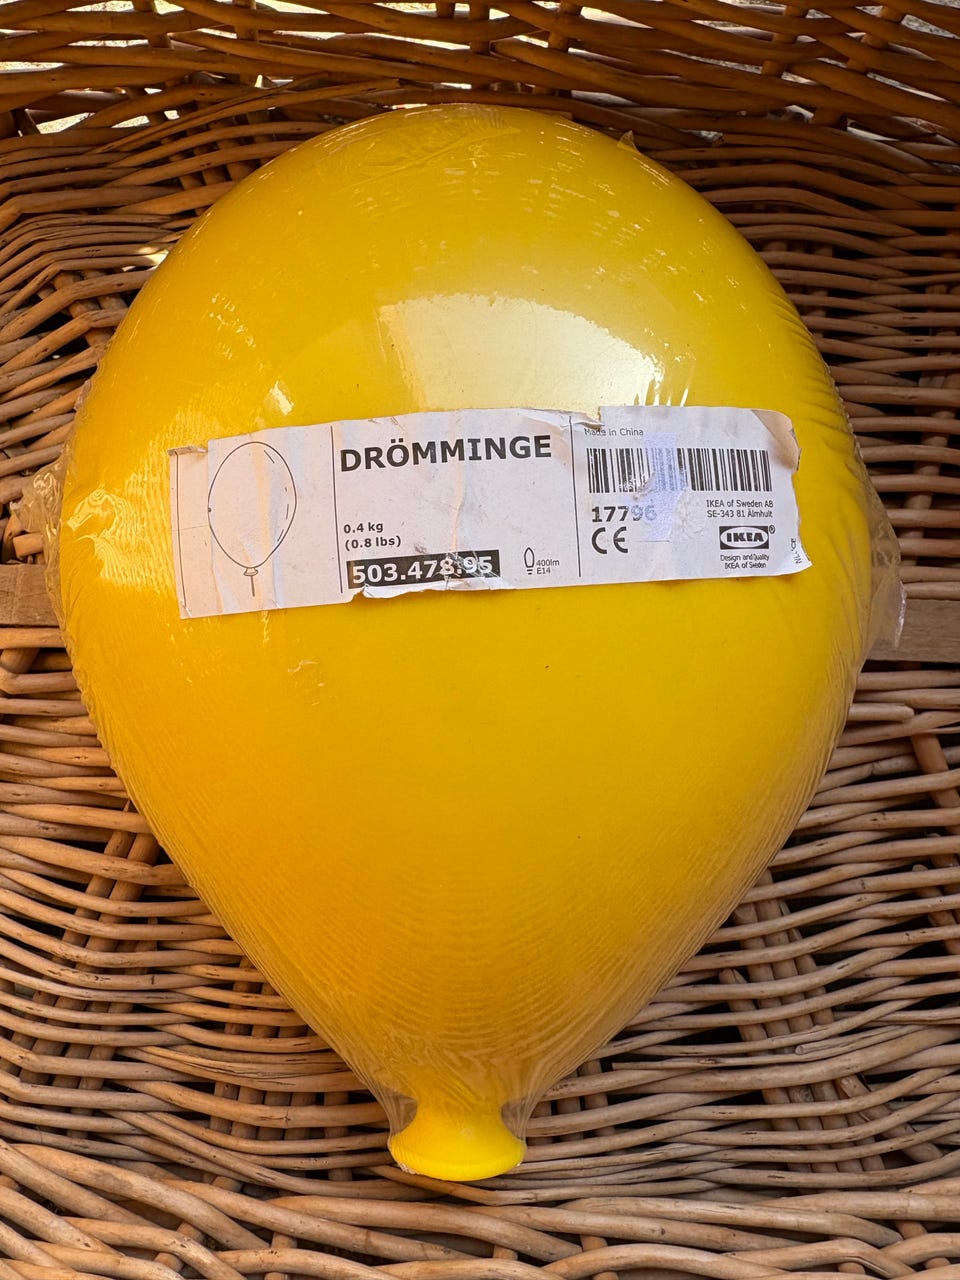 DRÖMMINGE
0.4 kg
(0.8 lbs)
503.478.95
400lm
E14
Made in China
17796
CE
IKEA of Sweden AB
SE-343 81 Älmhult
IKEA®
Design and Quality
IKEA of Sweden